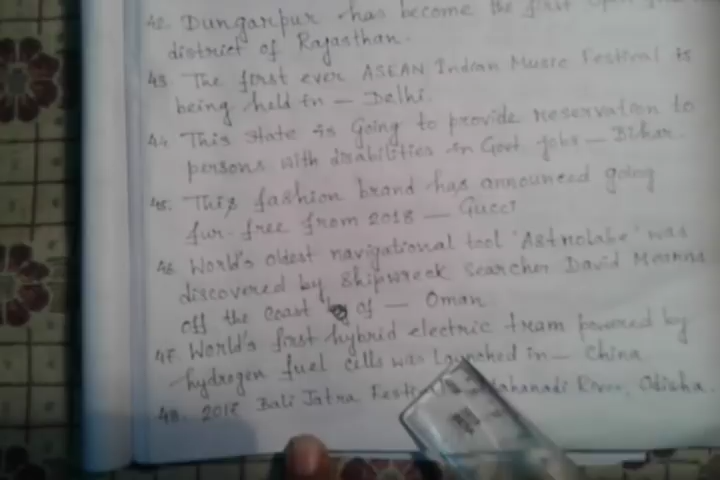 42. Dungarpur has become the first open
district of Rajasthan.
43. The first ever ASEAN Indian Music Festival is
being held in — Delhi.
44. This state is going to provide reservation to
persons with disabilities in Govt jobs — Bihar.
45. This fashion brand has announced going
fur-free from 2018 — Gucci
46. World's oldest navigational tool 'Astrolabe' was
discovered by shipwreck searcher David Mearns
off the coast of — Oman
47. World's first hybrid electric tram powered by
hydrogen fuel cells was launched in — China
48. 2017 Bali Jatra Mahanadi River, Odisha.